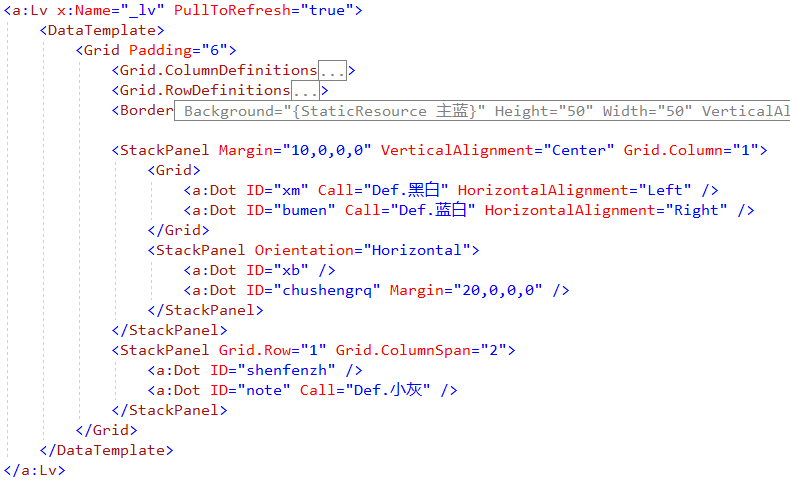 <a:Lv x:Name="_lv" PullToRefresh="true">
<DataTemplate>
<Grid Padding="6">
<Grid.ColumnDefinitions...>
<Grid.RowDefinitions...>
<Border Background="{StaticResource 主蓝}" Height="50" Width="50" VerticalAl
<StackPanel Margin="10,0,0,0" VerticalAlignment="Center" Grid.Column="1">
<Grid>
<a:Dot ID="xm" Call="Def.黑白" HorizontalAlignment="Left" />
<a:Dot ID="bumen" Call="Def.蓝白" HorizontalAlignment="Right" />
</Grid>
<StackPanel Orientation="Horizontal">
<a:Dot ID="xb" />
<a:Dot ID="chushengrq" Margin="20,0,0,0" />
</StackPanel>
</StackPanel>
<StackPanel Grid.Row="1" Grid.ColumnSpan="2">
<a:Dot ID="shenfenzh" />
<a:Dot ID="note" Call="Def.小灰" />
</StackPanel>
</Grid>
</DataTemplate>
</a:Lv>